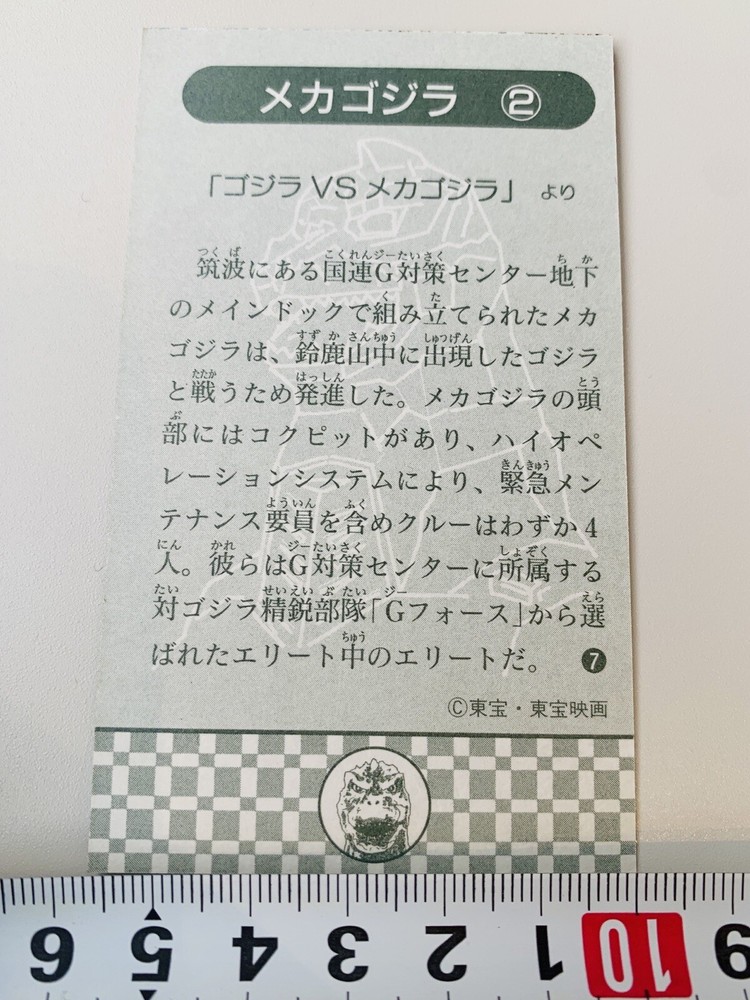 メカゴジラ ②
「ゴジラVSメカゴジラ」 より
筑波にある国連G対策センター地下
のメインドックで組み立てられたメカ
ゴジラは、鈴鹿山中に出現したゴジラ
と戦うため発進した。メカゴジラの頭
部にはコクピットがあり、ハイオペ
レーションシステムにより、緊急メン
テナンス要員を含めクルーはわずか4
人。彼らはG対策センターに所属する
対ゴジラ精鋭部隊「Gフォース」から選
ばれたエリート中のエリートだ。 ❼
©東宝・東宝映画
6 5 4 3 2 1 10 9